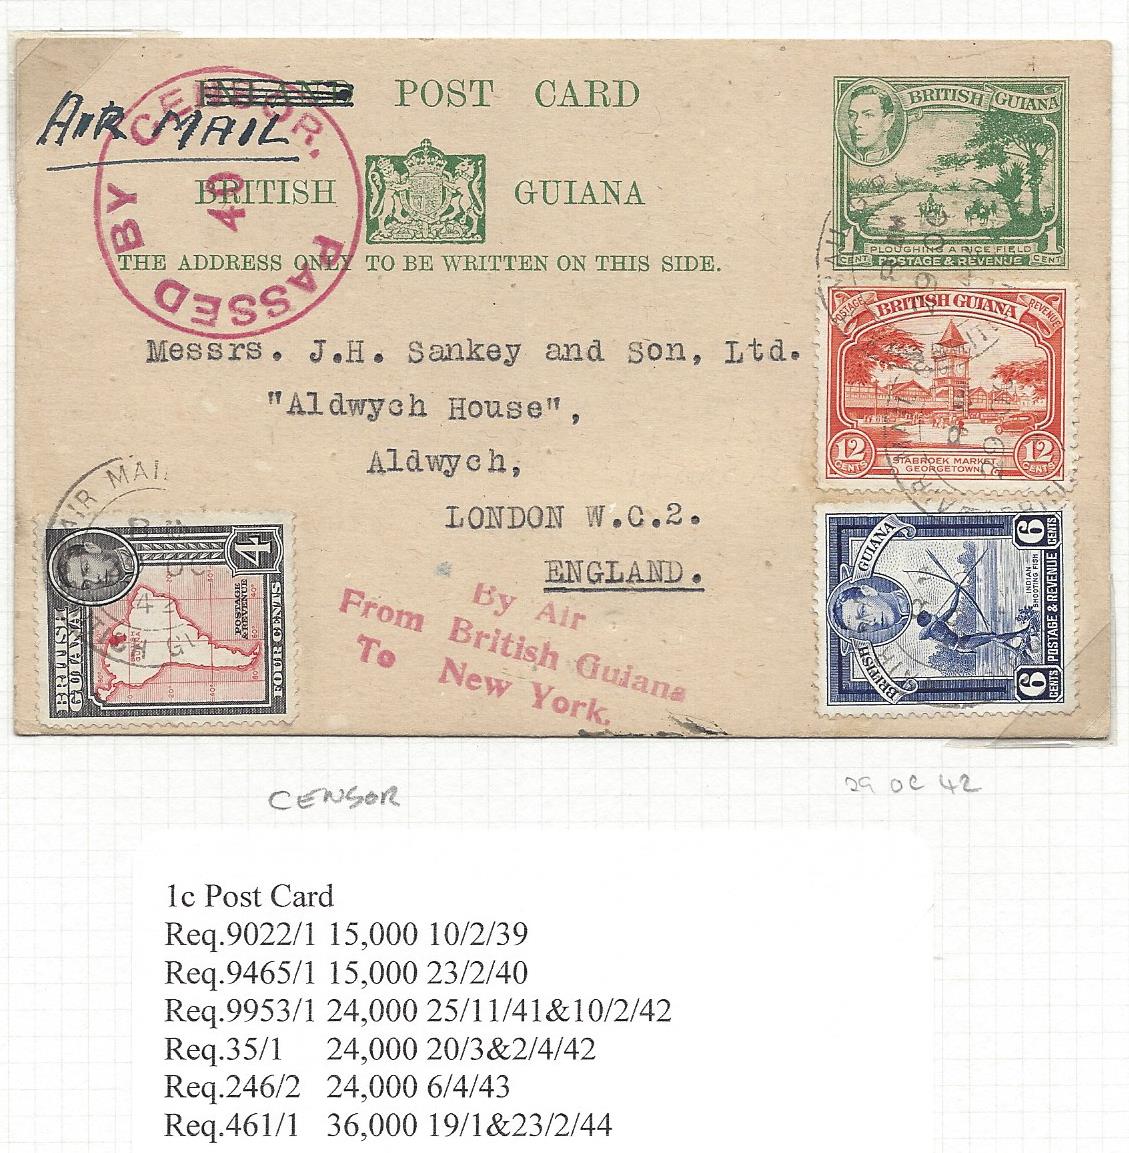 INLAND POST CARD
AIR MAIL
PASSED BY CENSOR.
40
BRITISH GUIANA
THE ADDRESS ONLY TO BE WRITTEN ON THIS SIDE.
BRITISH GUIANA
1 CENT 1 CENT
PLOUGHING A RICE FIELD
POSTAGE & REVENUE
POSTAGE BRITISH GUIANA REVENUE
12 CENTS 12 CENTS
STABROEK MARKET
GEORGETOWN
Messrs. J.H. Sankey and Son, Ltd.
"Aldwych House",
Aldwych,
LONDON W.C.2.
ENGLAND.
AIR MAIL
BRITISH GUIANA
4
POSTAGE & REVENUE
FOUR CENTS
By Air
From British Guiana
To New York.
BRITISH GUIANA
6 CENTS POSTAGE & REVENUE 6 CENTS
INDIAN SHOOTING FISH
CENSOR
29 OC 42
1c Post Card
Req.9022/1 15,000 10/2/39
Req.9465/1 15,000 23/2/40
Req.9953/1 24,000 25/11/41&10/2/42
Req.35/1 24,000 20/3&2/4/42
Req.246/2 24,000 6/4/43
Req.461/1 36,000 19/1&23/2/44